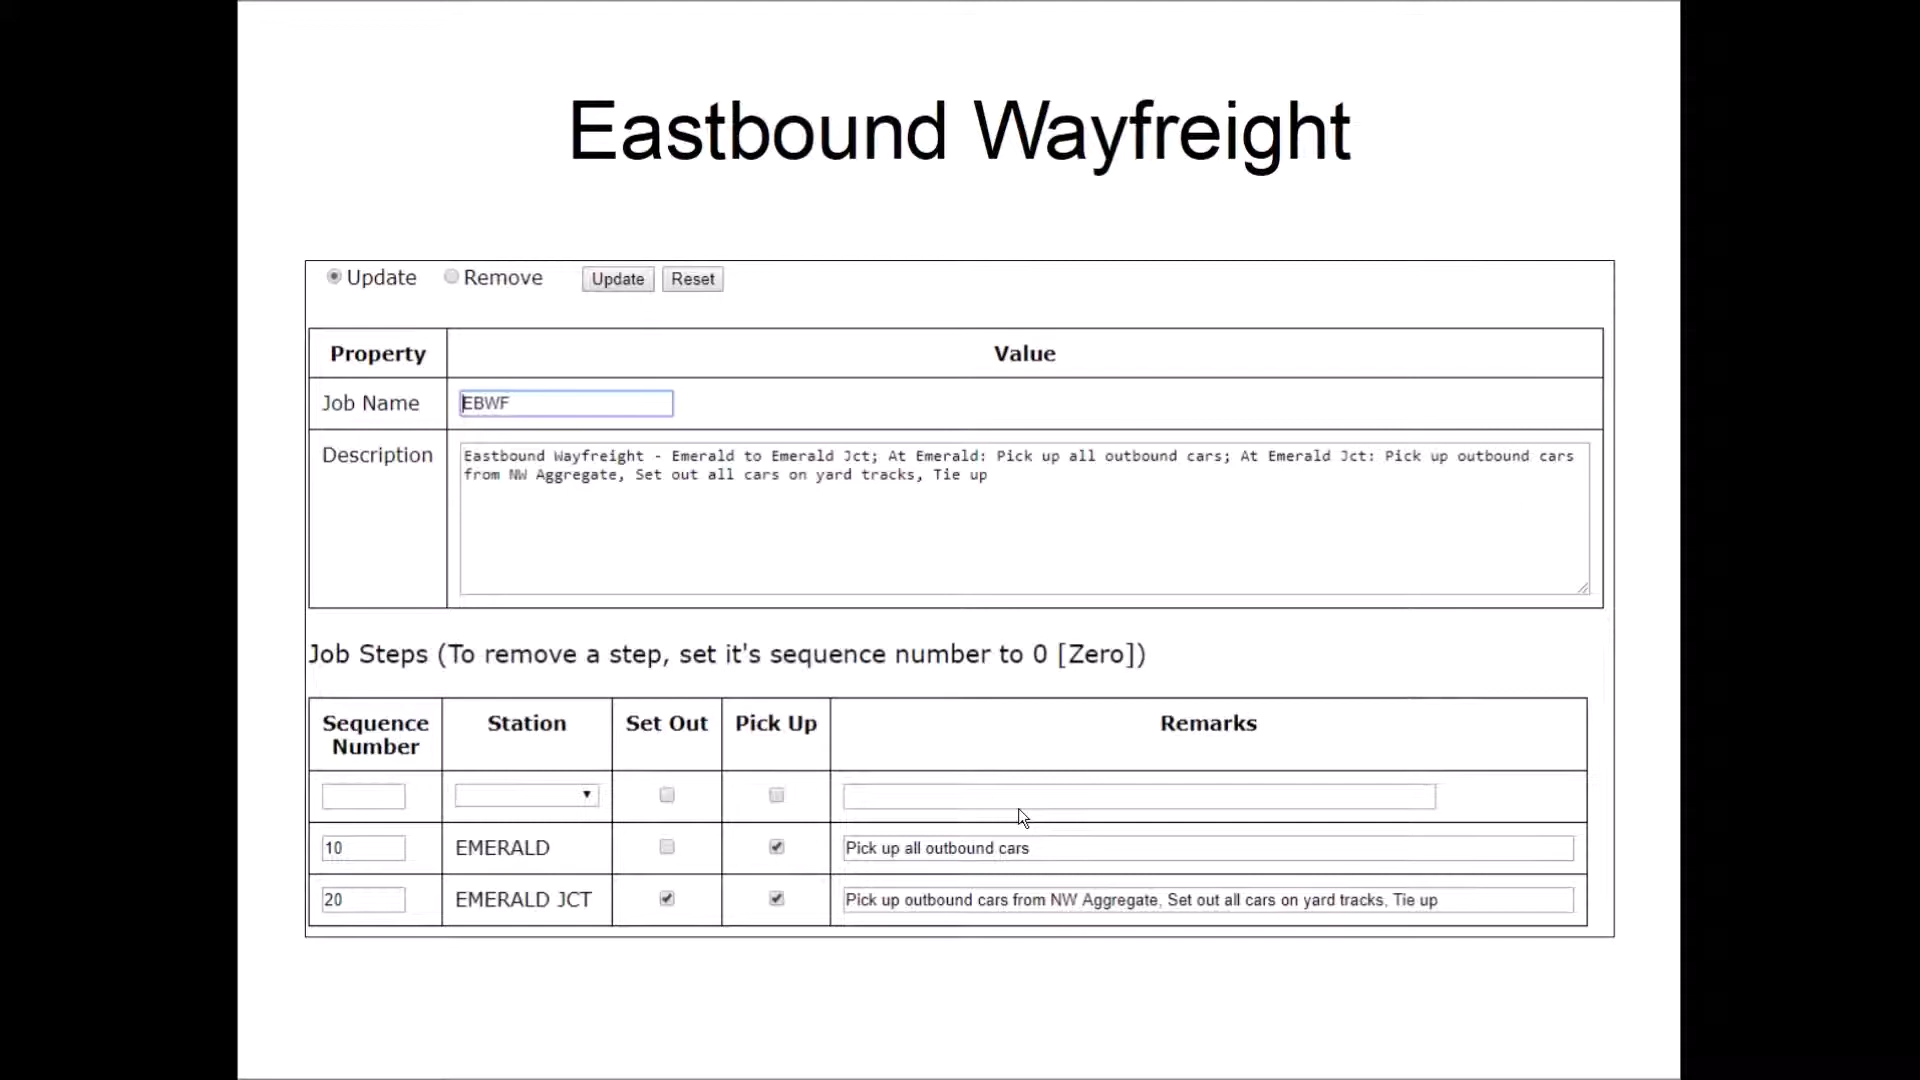 Eastbound Wayfreight
Update Remove Update Reset
Property Value
Job Name EBWF
Description Eastbound Wayfreight - Emerald to Emerald Jct; At Emerald: Pick up all outbound cars; At Emerald Jct: Pick up outbound cars
from NW Aggregate, Set out all cars on yard tracks, Tie up
Job Steps (To remove a step, set it's sequence number to 0 [Zero])
Sequence Station Set Out Pick Up Remarks
Number
10 EMERALD Pick up all outbound cars
20 EMERALD JCT Pick up outbound cars from NW Aggregate, Set out all cars on yard tracks, Tie up